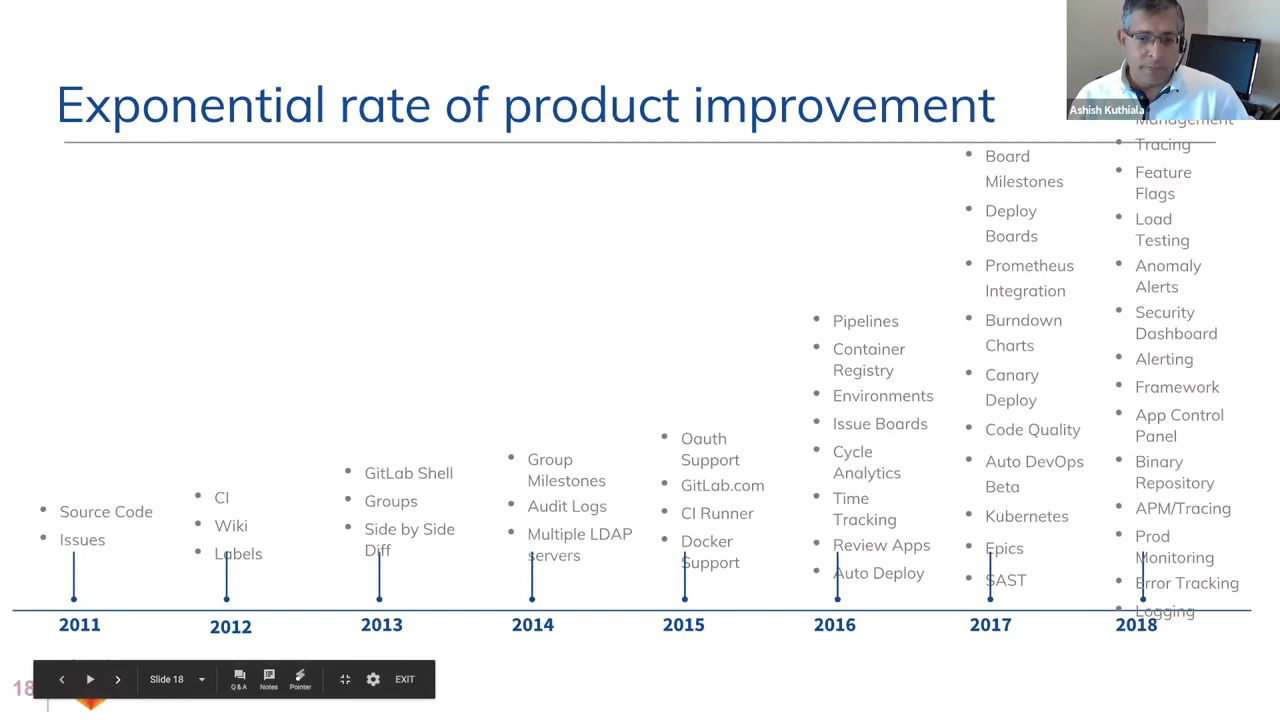 Exponential rate of product improvement
Ashish Kuthiala
Source Code
Issues
2011
CI
Wiki
Labels
2012
GitLab Shell
Groups
Side by Side
Diff
2013
Group
Milestones
Audit Logs
Multiple LDAP
servers
2014
Oauth
Support
GitLab.com
CI Runner
Docker
Support
2015
Pipelines
Container
Registry
Environments
Issue Boards
Cycle
Analytics
Time
Tracking
Review Apps
Auto Deploy
2016
Board
Milestones
Deploy
Boards
Prometheus
Integration
Burndown
Charts
Canary
Deploy
Code Quality
Auto DevOps
Beta
Kubernetes
Epics
SAST
2017
Management
Tracing
Feature
Flags
Load
Testing
Anomaly
Alerts
Security
Dashboard
Alerting
Framework
App Control
Panel
Binary
Repository
APM/Tracing
Prod
Monitoring
Error Tracking
Logging
2018
18
Slide 18
Q & A
Notes
Pointer
EXIT